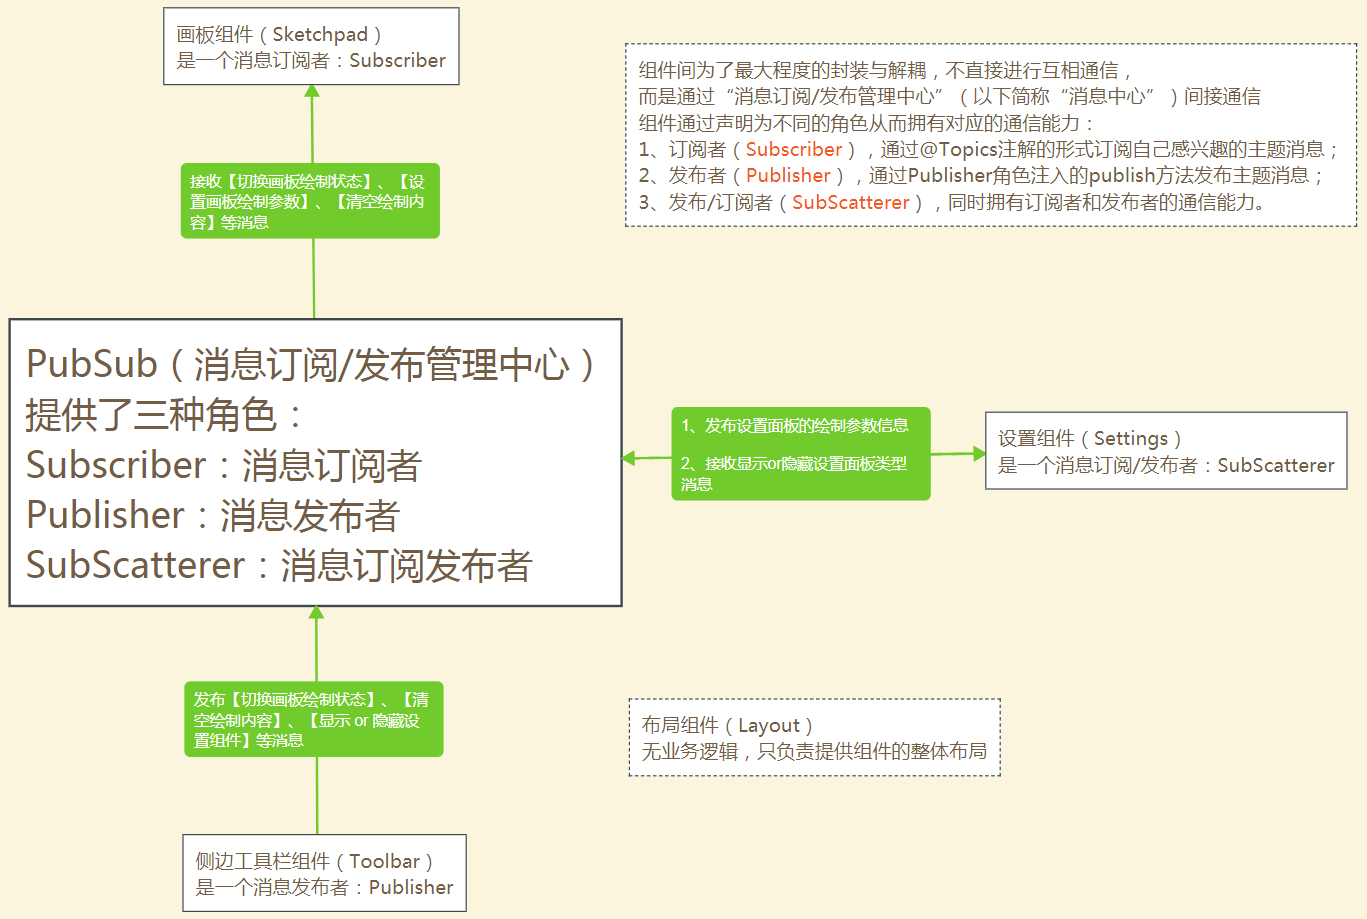 画板组件（Sketchpad）
是一个消息订阅者：Subscriber
组件间为了最大程度的封装与解耦，不直接进行互相通信，
而是通过“消息订阅/发布管理中心”（以下简称“消息中心”）间接通信
组件通过声明为不同的角色从而拥有对应的通信能力：
1、订阅者（Subscriber），通过@Topics注解的形式订阅自己感兴趣的主题消息；
2、发布者（Publisher），通过Publisher角色注入的publish方法发布主题消息；
3、发布/订阅者（SubScatterer），同时拥有订阅者和发布者的通信能力。
接收【切换画板绘制状态】、【设
置画板绘制参数】、【清空绘制内
容】等消息
PubSub（消息订阅/发布管理中心）
提供了三种角色：
Subscriber：消息订阅者
Publisher：消息发布者
SubScatterer：消息订阅发布者
1、发布设置面板的绘制参数信息
2、接收显示or隐藏设置面板类型
消息
设置组件（Settings）
是一个消息订阅/发布者：SubScatterer
发布【切换画板绘制状态】、【清
空绘制内容】、【显示 or 隐藏设
置组件】等消息
布局组件（Layout）
无业务逻辑，只负责提供组件的整体布局
侧边工具栏组件（Toolbar）
是一个消息发布者：Publisher